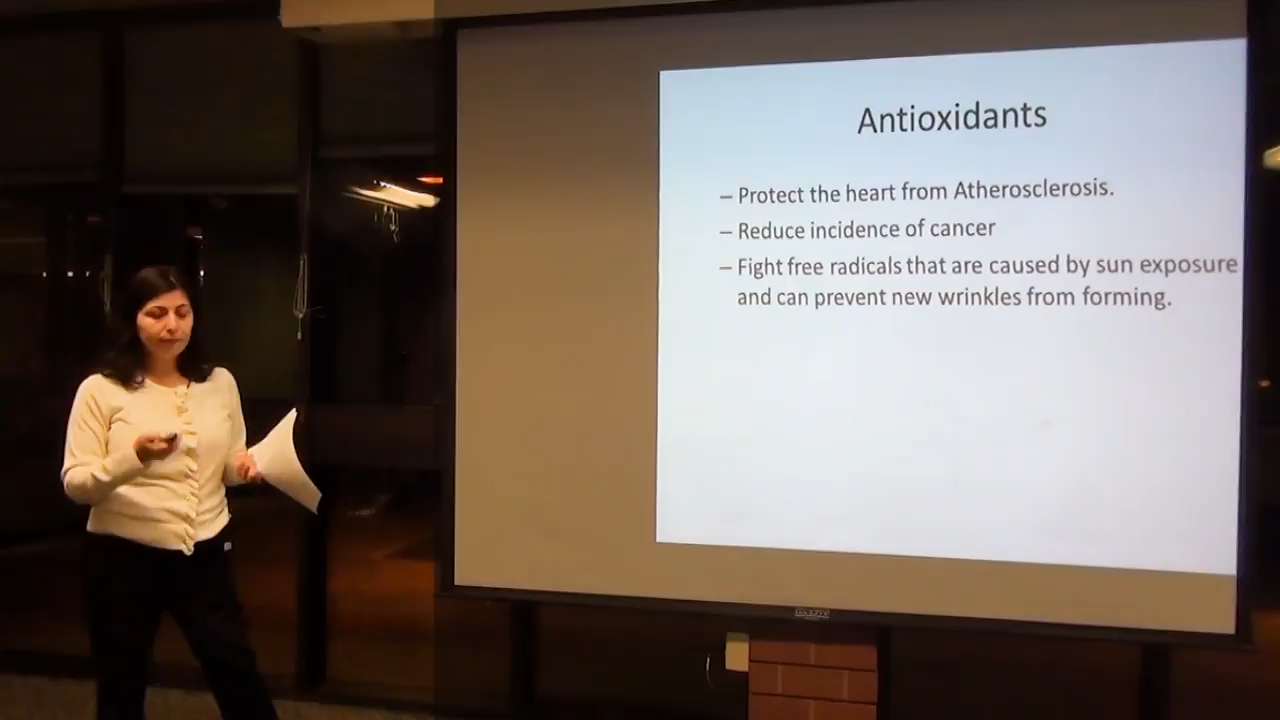 Antioxidants
– Protect the heart from Atherosclerosis.
– Reduce incidence of cancer
– Fight free radicals that are caused by sun exposure
and can prevent new wrinkles from forming.